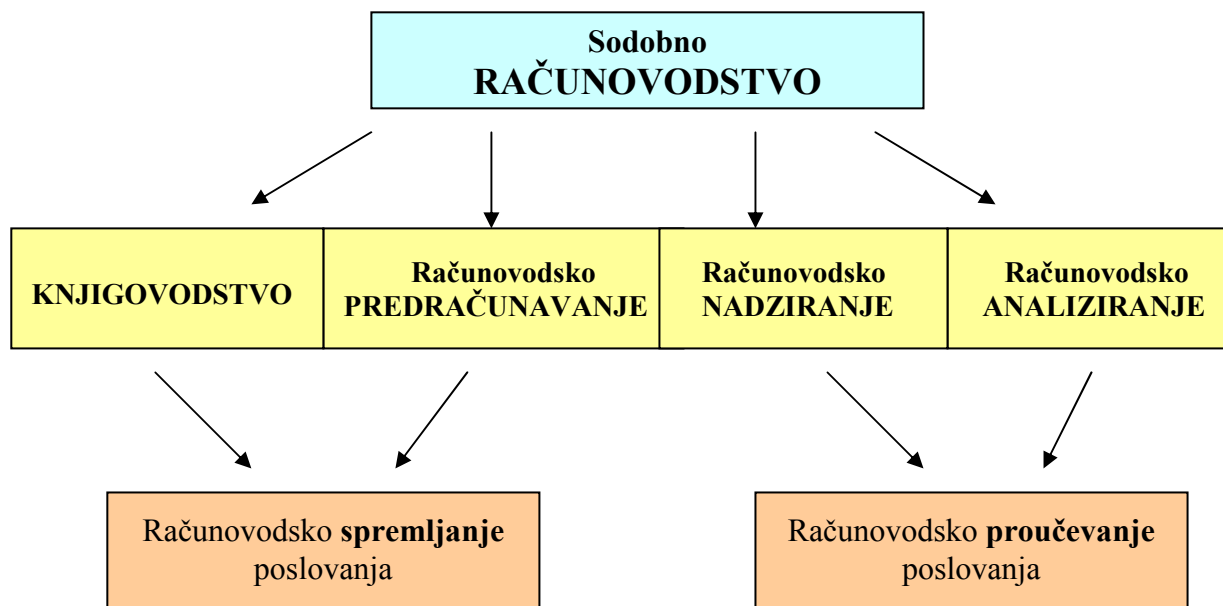 Sodobno
RAČUNOVODSTVO
KNJIGOVODSTVO
Računovodsko
PREDRAČUNAVANJE
Računovodsko
NADZIRANJE
Računovodsko
ANALIZIRANJE
Računovodsko spremljanje
poslovanja
Računovodsko proučevanje
poslovanja